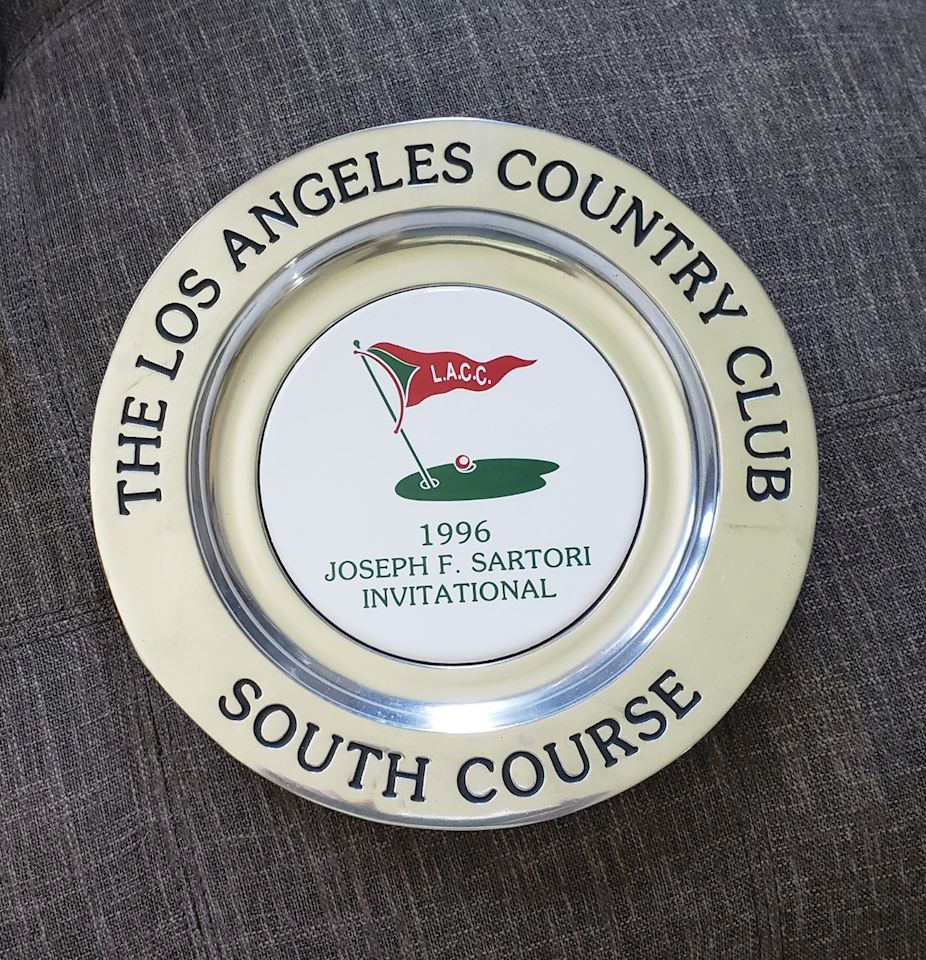 THE LOS ANGELES COUNTRY CLUB
L.A.C.C.
1996
JOSEPH F. SARTORI
INVITATIONAL
SOUTH COURSE